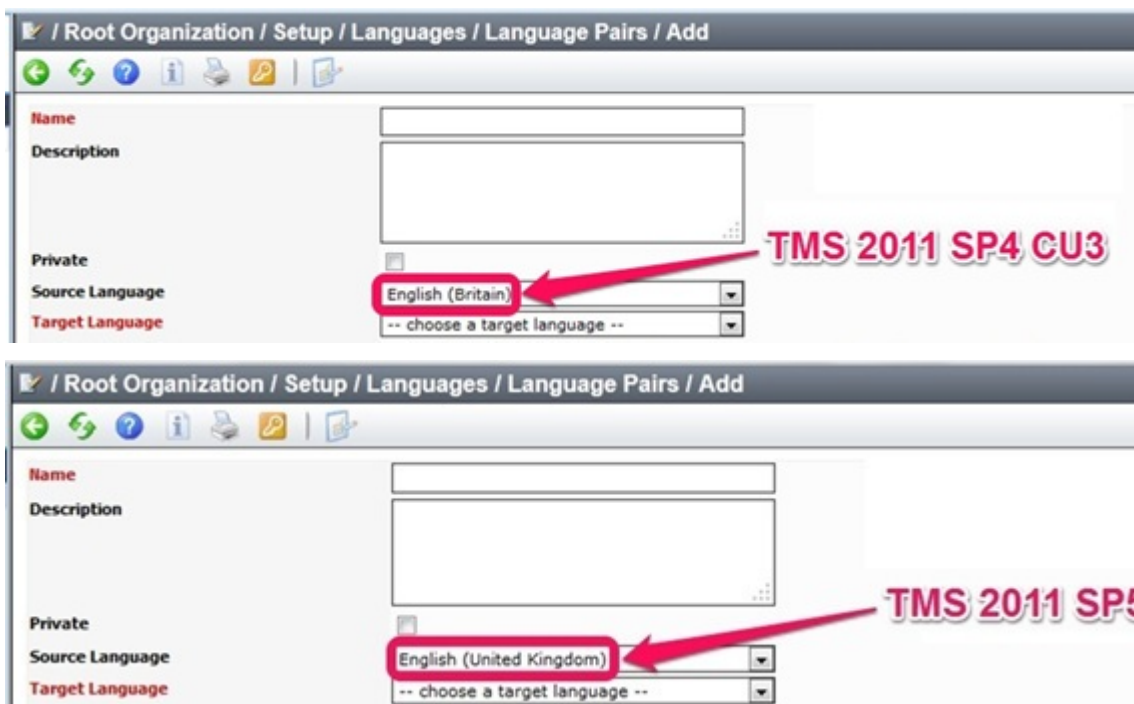 / Root Organization / Setup / Languages / Language Pairs / Add
Name
Description
TMS 2011 SP4 CU3
Private
Source Language English (Britain)
Target Language -- choose a target language --
/ Root Organization / Setup / Languages / Language Pairs / Add
Name
Description
TMS 2011 SP5
Private
Source Language English (United Kingdom)
Target Language -- choose a target language --